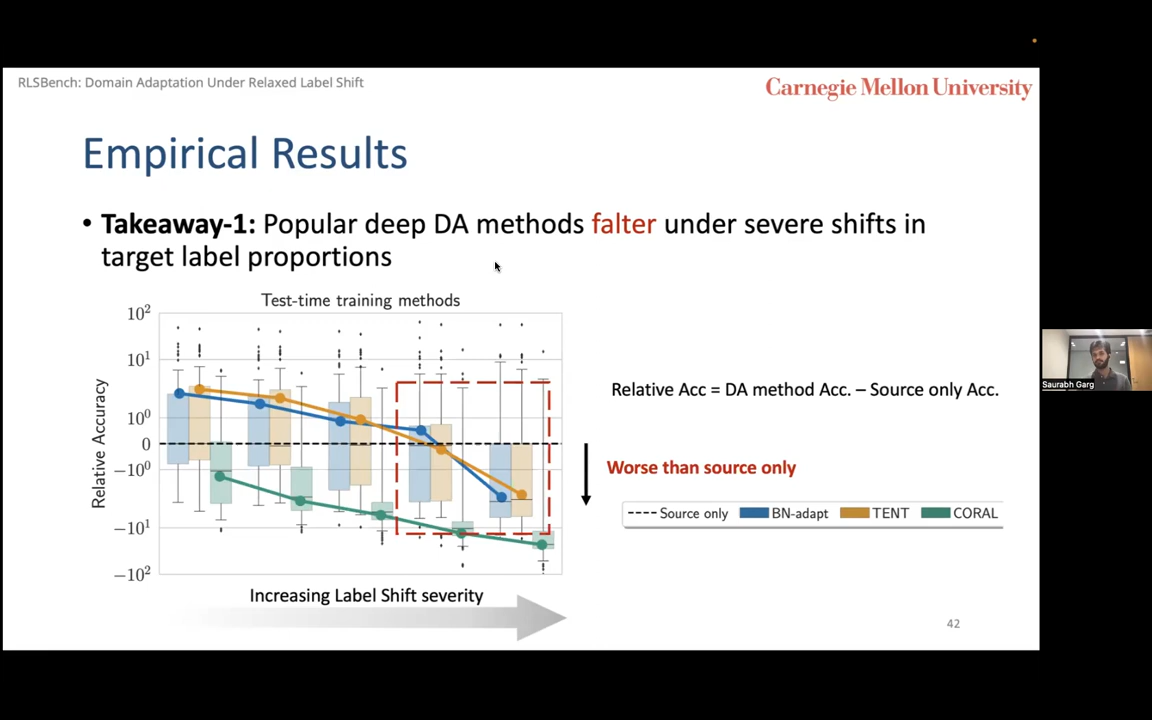 RLSBench: Domain Adaptation Under Relaxed Label Shift
Carnegie Mellon University
Empirical Results
• Takeaway-1: Popular deep DA methods falter under severe shifts in
target label proportions
Test-time training methods
10²
10¹
10⁰
0
−10⁰
−10¹
−10²
Relative Accuracy
Increasing Label Shift severity
Relative Acc = DA method Acc. – Source only Acc.
Worse than source only
Source only BN-adapt TENT CORAL
42
Saurabh Garg